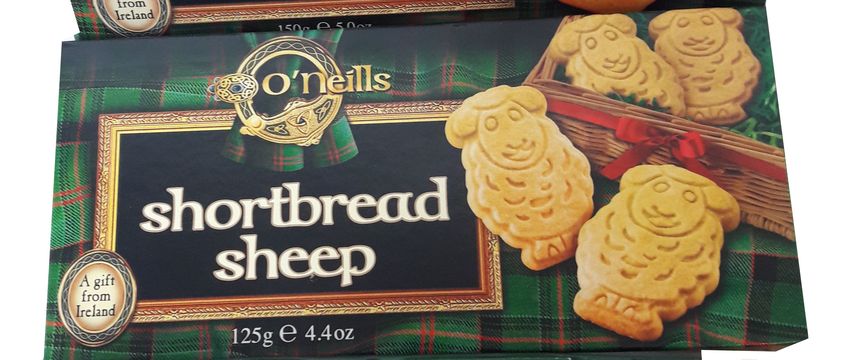 from
Ireland
150g e 5.0oz
O'Neills
shortbread
sheep
A gift
from
Ireland
125g e 4.4oz